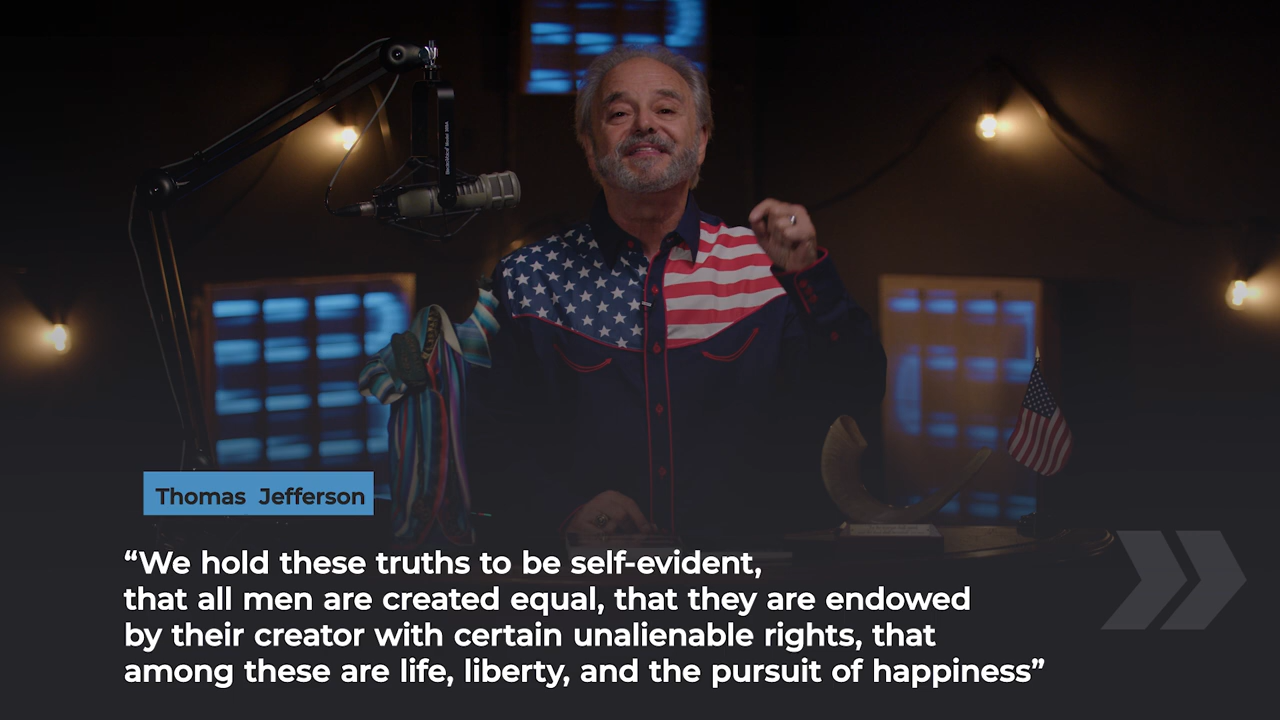 Thomas Jefferson
“We hold these truths to be self-evident,
that all men are created equal, that they are endowed
by their creator with certain unalienable rights, that
among these are life, liberty, and the pursuit of happiness”